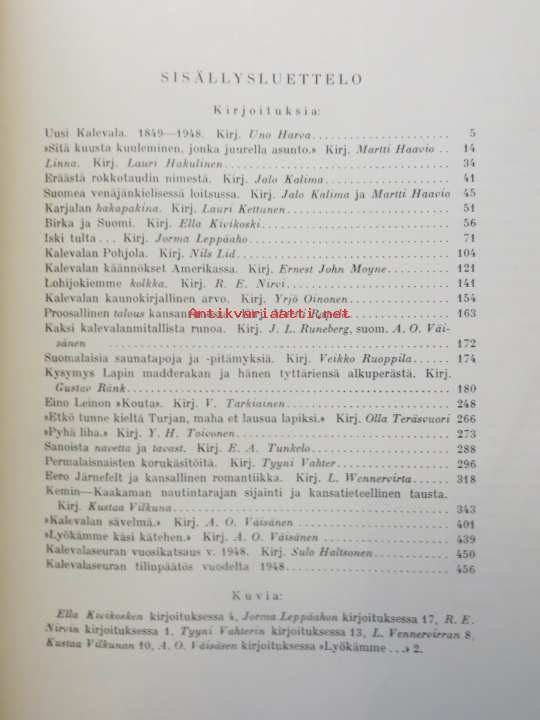 SISÄLLYSLUETTELO
Kirjoituksia:
Uusi Kalevala. 1849—1948. Kirj. Uno Harva 5
»Sitä kuusta kuuleminen, jonka juurella asunto.» Kirj. Martti Haavio .. 14
Linna. Kirj. Lauri Hakulinen 34
Eräästä rokkotaudin nimestä. Kirj. Jalo Kalima 41
Suomea venäjänkielisessä loitsussa. Kirj. Jalo Kalima ja Martti Haavio 45
Karjalan hakapakina. Kirj. Lauri Kettunen 51
Birka ja Suomi. Kirj. Ella Kivikoski 56
Iski tulta ... Kirj. Jorma Leppäaho 71
Kalevalan Pohjola. Kirj. Nils Lid 104
Kalevalan käännökset Amerikassa. Kirj. Ernest John Moyne 121
Lohijokiemme kolkka. Kirj. R. E. Nirvi 141
Kalevalan kaunokirjallinen arvo. Kirj. Yrjö Oinonen 154
Proosallinen talous 163
Antikvariaatti.net
Kaksi kalevalanmitallista runoa. Kirj. J. L. Runeberg, suom. A. O. Väi-
sänen 172
Suomalaisia saunatapoja ja -pitämyksiä. Kirj. Veikko Ruoppila 174
Kysymys Lapin madderakan ja hänen tyttäriensä alkuperästä. Kirj.
Gustav Ränk 180
Eino Leinon »Kouta». Kirj. V. Tarkiainen 248
»Etkö tunne kieltä Turjan, maha et lausua lapiksi.» Kirj. Olla Teräsvuori 266
»Pyhä liha.» Kirj. Y. H. Toivonen 273
Sanoista navetta ja tavast. Kirj. E. A. Tunkelo 288
Permalaisnaisten korukäsitöitä. Kirj. Tyyni Vahter 296
Eero Järnefelt ja kansallinen romantiikka. Kirj. L. Wennervirta 318
Kemin—Kaakaman nautintarajan sijainti ja kansatieteellinen tausta.
Kirj. Kustaa Vilkuna 343
»Kalevalan sävelmä.» Kirj. A. O. Väisänen 401
»Lyökämme käsi kätehen.» Kirj. A. O. Väisänen 439
Kalevalaseuran vuosikatsaus v. 1948. Kirj. Sulo Haltsonen 450
Kalevalaseuran tilinpäätös vuodelta 1948 456
Kuvia:
Ella Kivikosken kirjoituksessa 4, Jorma Leppäahon kirjoituksessa 17, R. E.
Nirvin kirjoituksessa 1, Tyyni Vahterin kirjoituksessa 13, L. Vennervirran 8,
Kustaa Vilkunan 10, A. O. Väisäsen kirjoituksessa »Lyökämme ...» 2.